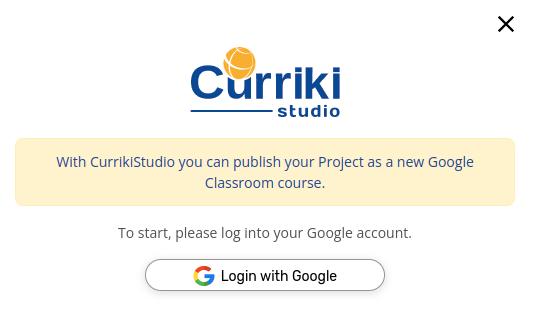 Curriki
studio
With CurrikiStudio you can publish your Project as a new Google
Classroom course.
To start, please log into your Google account.
Login with Google